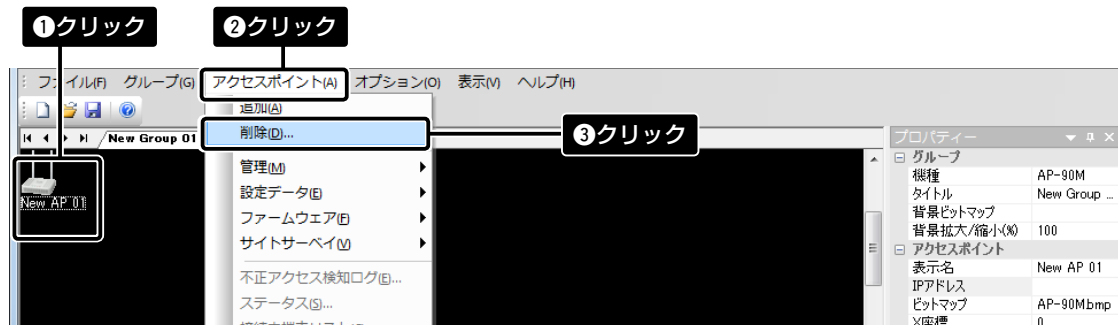 ❶クリック
❷クリック
ファイル(F) グループ(G) アクセスポイント(A) オプション(O) 表示(V) ヘルプ(H)
追加(A)
New Group 01
削除(D)...
❸クリック
管理(M)
設定データ(E)
ファームウェア(F)
サイトサーベイ(V)
不正アクセス検知ログ(E)...
ステータス(S)...
New AP 01
プロパティー
グループ
機種 AP-90M
タイトル New Group ...
背景ビットマップ
背景拡大/縮小(%) 100
アクセスポイント
表示名 New AP 01
IPアドレス
ビットマップ AP-90M.bmp
X座標 0